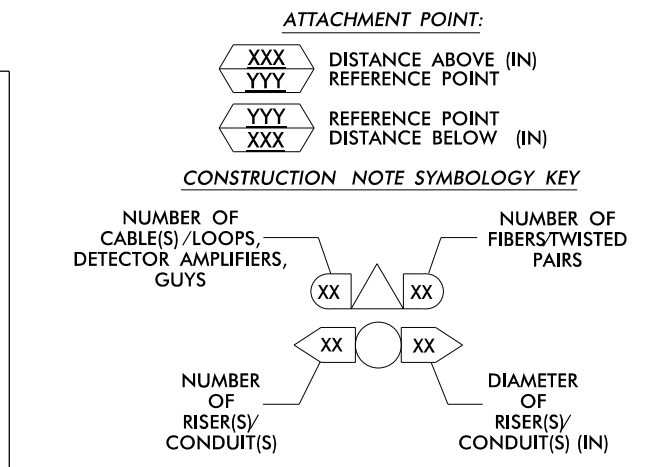 ATTACHMENT POINT:
XXX
YYY
DISTANCE ABOVE (IN)
REFERENCE POINT
YYY
XXX
REFERENCE POINT
DISTANCE BELOW (IN)
CONSTRUCTION NOTE SYMBOLOGY KEY
NUMBER OF
CABLE(S)/LOOPS,
DETECTOR AMPLIFIERS,
GUYS
NUMBER OF
FIBERS/TWISTED
PAIRS
XX
XX
XX
XX
NUMBER
OF
RISER(S)/
CONDUIT(S)
DIAMETER
OF
RISER(S)/
CONDUIT(S) (IN)